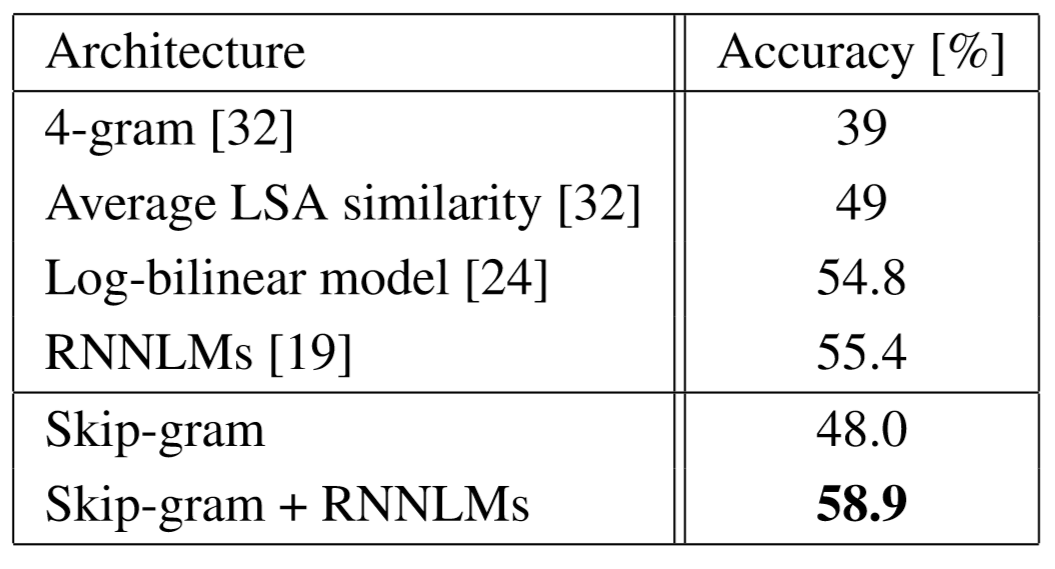 Architecture Accuracy [%]
4-gram [32] 39
Average LSA similarity [32] 49
Log-bilinear model [24] 54.8
RNNLMs [19] 55.4
Skip-gram 48.0
Skip-gram + RNNLMs 58.9